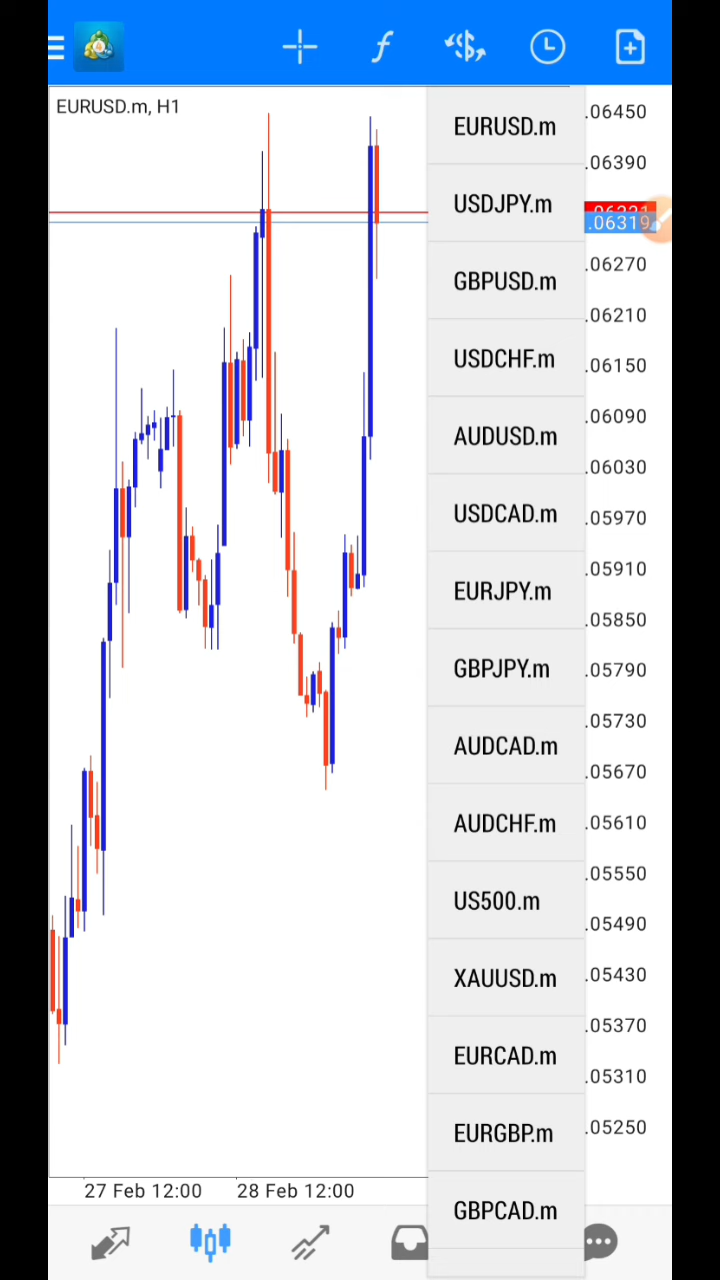 f
EURUSD.m, H1
EURUSD.m
USDJPY.m
GBPUSD.m
USDCHF.m
AUDUSD.m
USDCAD.m
EURJPY.m
GBPJPY.m
AUDCAD.m
AUDCHF.m
US500.m
XAUUSD.m
EURCAD.m
EURGBP.m
GBPCAD.m
.06450
.06390
.06319
.06270
.06210
.06150
.06090
.06030
.05970
.05910
.05850
.05790
.05730
.05670
.05610
.05550
.05490
.05430
.05370
.05310
.05250
27 Feb 12:00
28 Feb 12:00